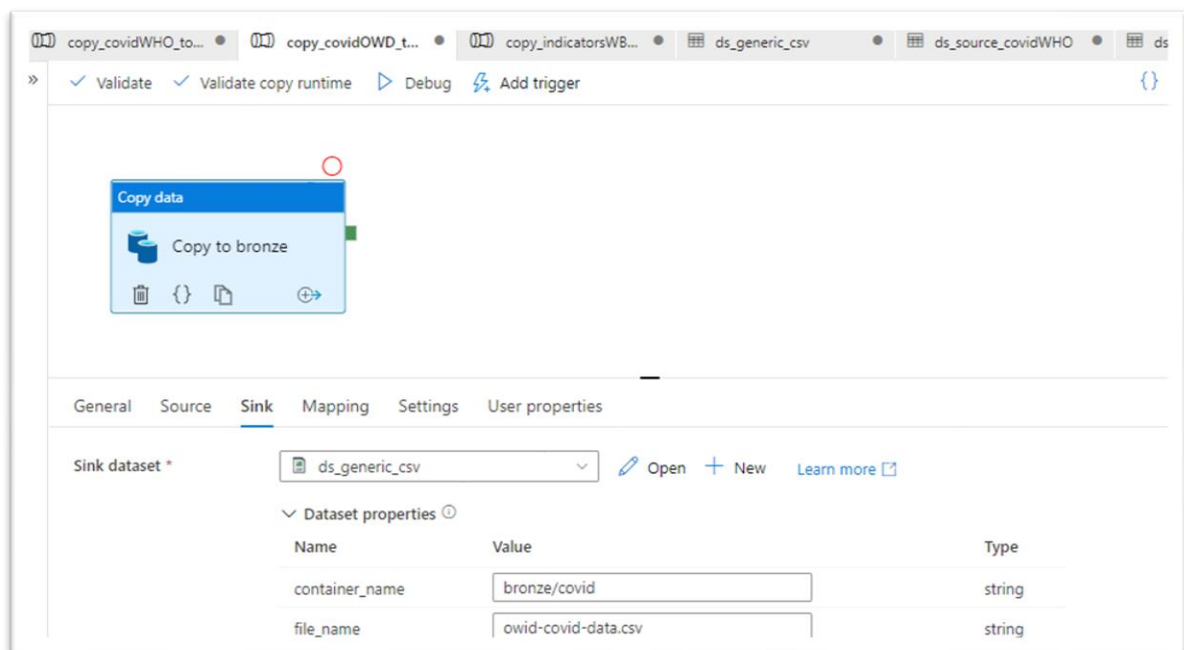 copy_covidWHO_to... copy_covidOWD_t... copy_indicatorsWB... ds_generic_csv ds_source_covidWHO ds
» Validate Validate copy runtime Debug Add trigger {}
Copy data
Copy to bronze
{}
General Source Sink Mapping Settings User properties
Sink dataset * ds_generic_csv Open New Learn more
Dataset properties
Name Value Type
container_name bronze/covid string
file_name owid-covid-data.csv string